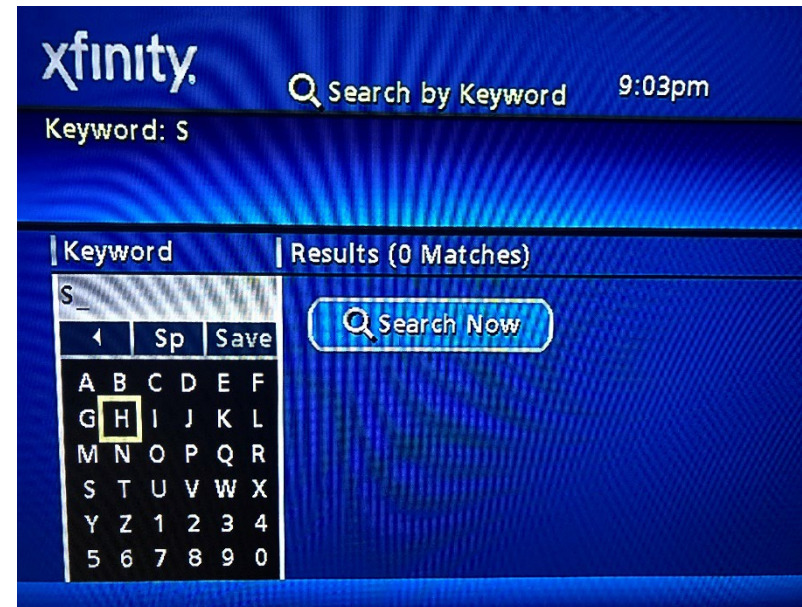 xfinity.
Search by Keyword
9:03pm
Keyword: S
Keyword
Results (0 Matches)
S_
Sp Save
Search Now
A B C D E F
G H I J K L
M N O P Q R
S T U V W X
Y Z 1 2 3 4
5 6 7 8 9 0